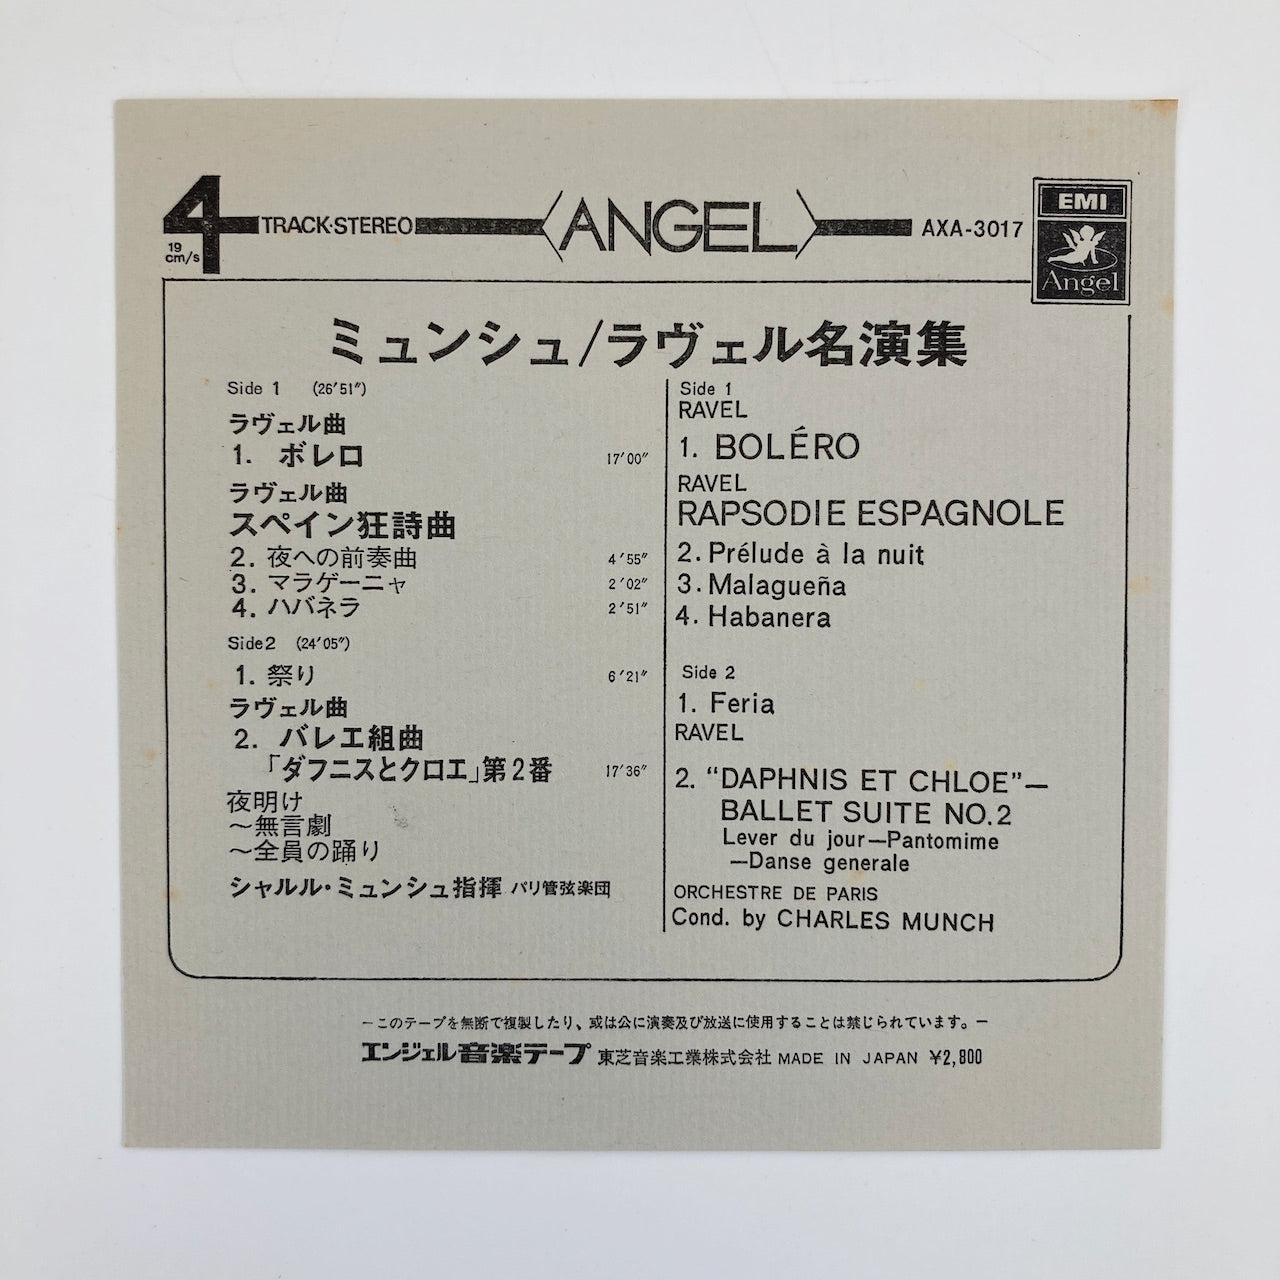 4 TRACK·STEREO 〈ANGEL〉 AXA-3017
19
cm/s
EMI
Angel
ミュンシュ/ラヴェル名演集
Side 1 (26′51″)
ラヴェル曲
1. ボレロ 17′00″
ラヴェル曲
スペイン狂詩曲
2. 夜への前奏曲 4′55″
3. マラゲーニャ 2′02″
4. ハバネラ 2′51″
Side2 (24′05″)
1. 祭り 6′21″
ラヴェル曲
2. バレエ組曲
「ダフニスとクロエ」第2番 17′36″
夜明け
〜無言劇
〜全員の踊り
シャルル・ミュンシュ指揮 パリ管弦楽団
Side 1
RAVEL
1. BOLÉRO
RAVEL
RAPSODIE ESPAGNOLE
2. Prélude à la nuit
3. Malagueña
4. Habanera
Side 2
1. Feria
RAVEL
2. “DAPHNIS ET CHLOE”—
BALLET SUITE NO.2
Lever du jour—Pantomime
—Danse generale
ORCHESTRE DE PARIS
Cond. by CHARLES MUNCH
−このテープを無断で複製したり、或は公に演奏及び放送に使用することは禁じられています。−
エンジェル音楽テープ 東芝音楽工業株式会社 MADE IN JAPAN ¥2,800